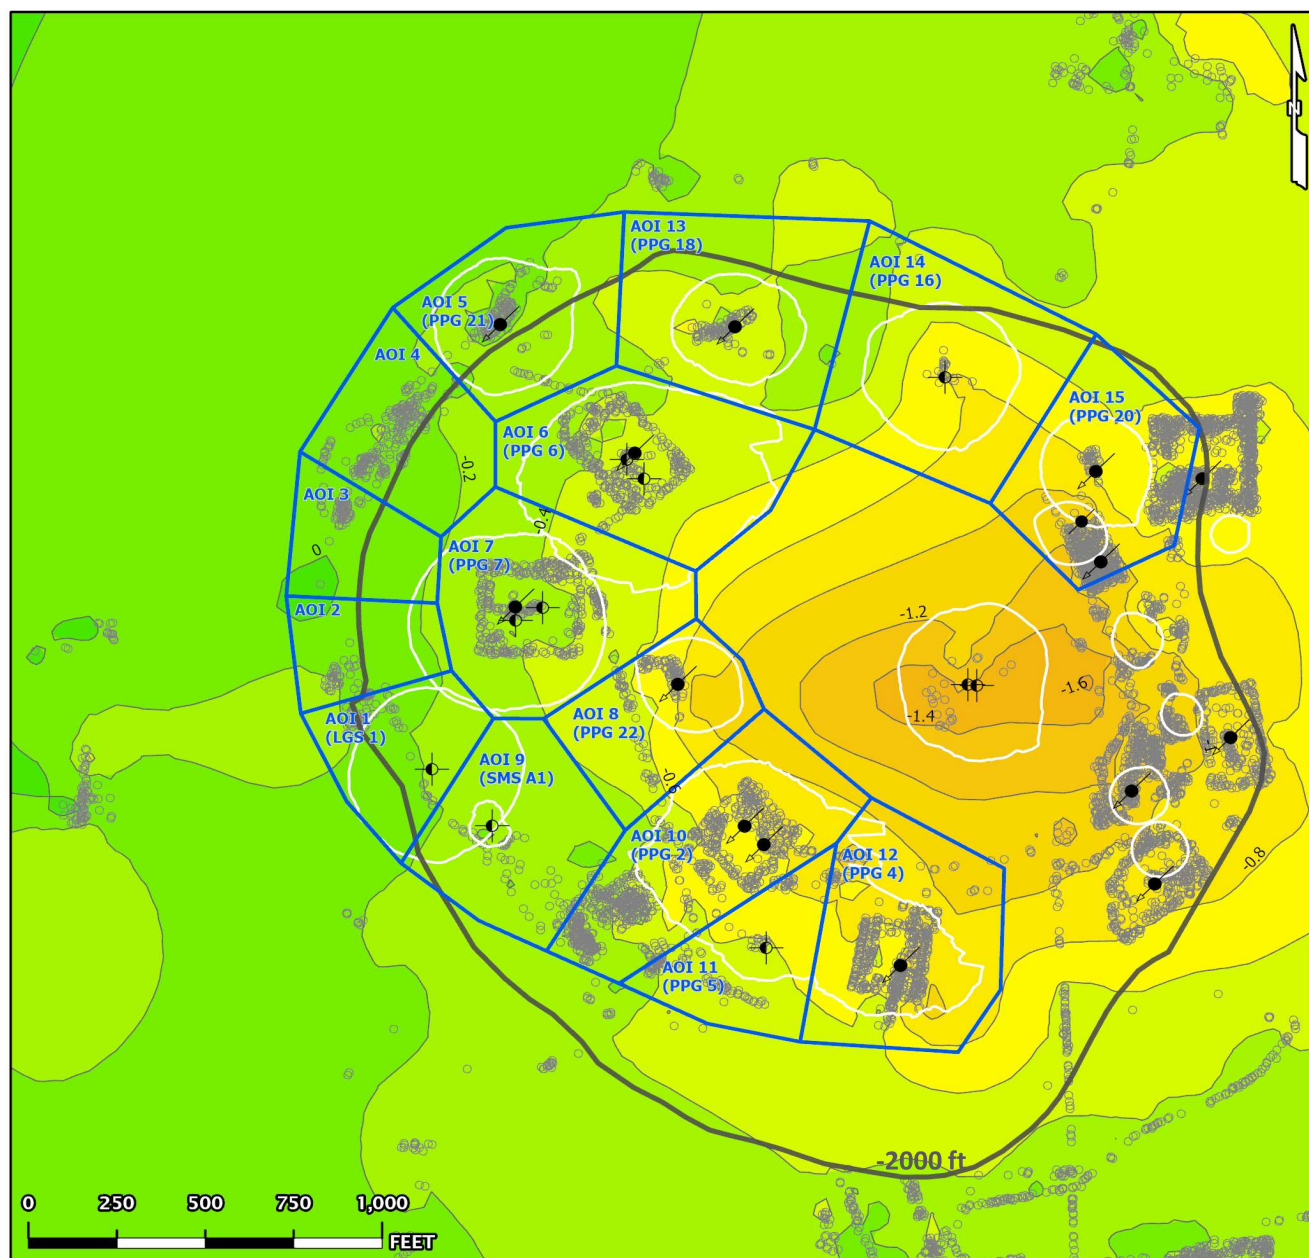 N
AOI 13
(PPG 18)
AOI 14
(PPG 16)
AOI 5
(PPG 21)
AOI 4
AOI 15
(PPG 20)
AOI 6
(PPG 6)
-0.2
AOI 3
-0.4
0
AOI 7
(PPG 7)
AOI 2
-1.2
-1.6
-1.4
AOI 1
(LGS 1)
AOI 8
(PPG 22)
-1
AOI 9
(SMS A1)
-0.6
AOI 10
(PPG 2)
AOI 12
(PPG 4)
-0.8
AOI 11
(PPG 5)
-2000 ft
0 250 500 750 1,000
FEET